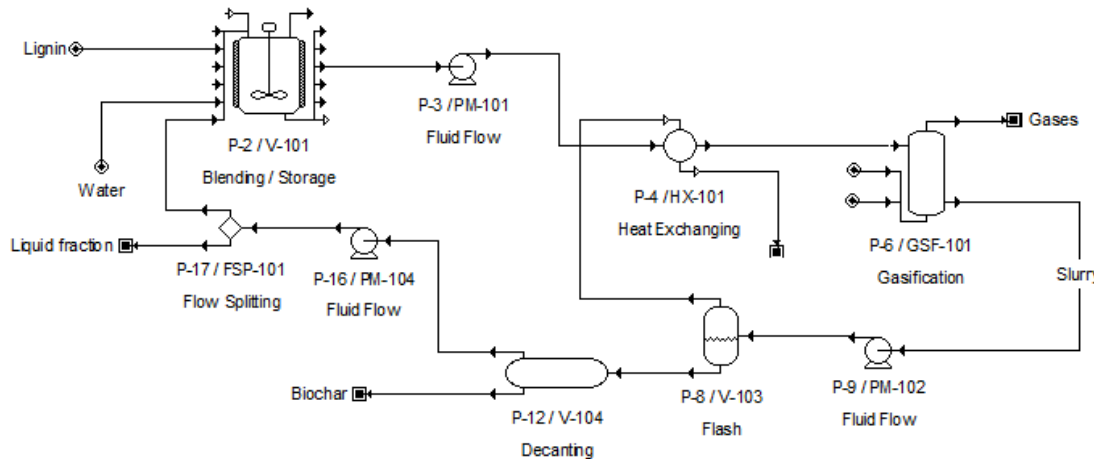 Lignin
Water
P-2 / V-101
Blending / Storage
P-3 / PM-101
Fluid Flow
P-4 /HX-101
Heat Exchanging
Gases
P-6 / GSF-101
Gasification
Slurry
Liquid fraction
P-17 / FSP-101
Flow Splitting
P-16 / PM-104
Fluid Flow
Biochar
P-12 / V-104
Decanting
P-8 / V-103
Flash
P-9 / PM-102
Fluid Flow